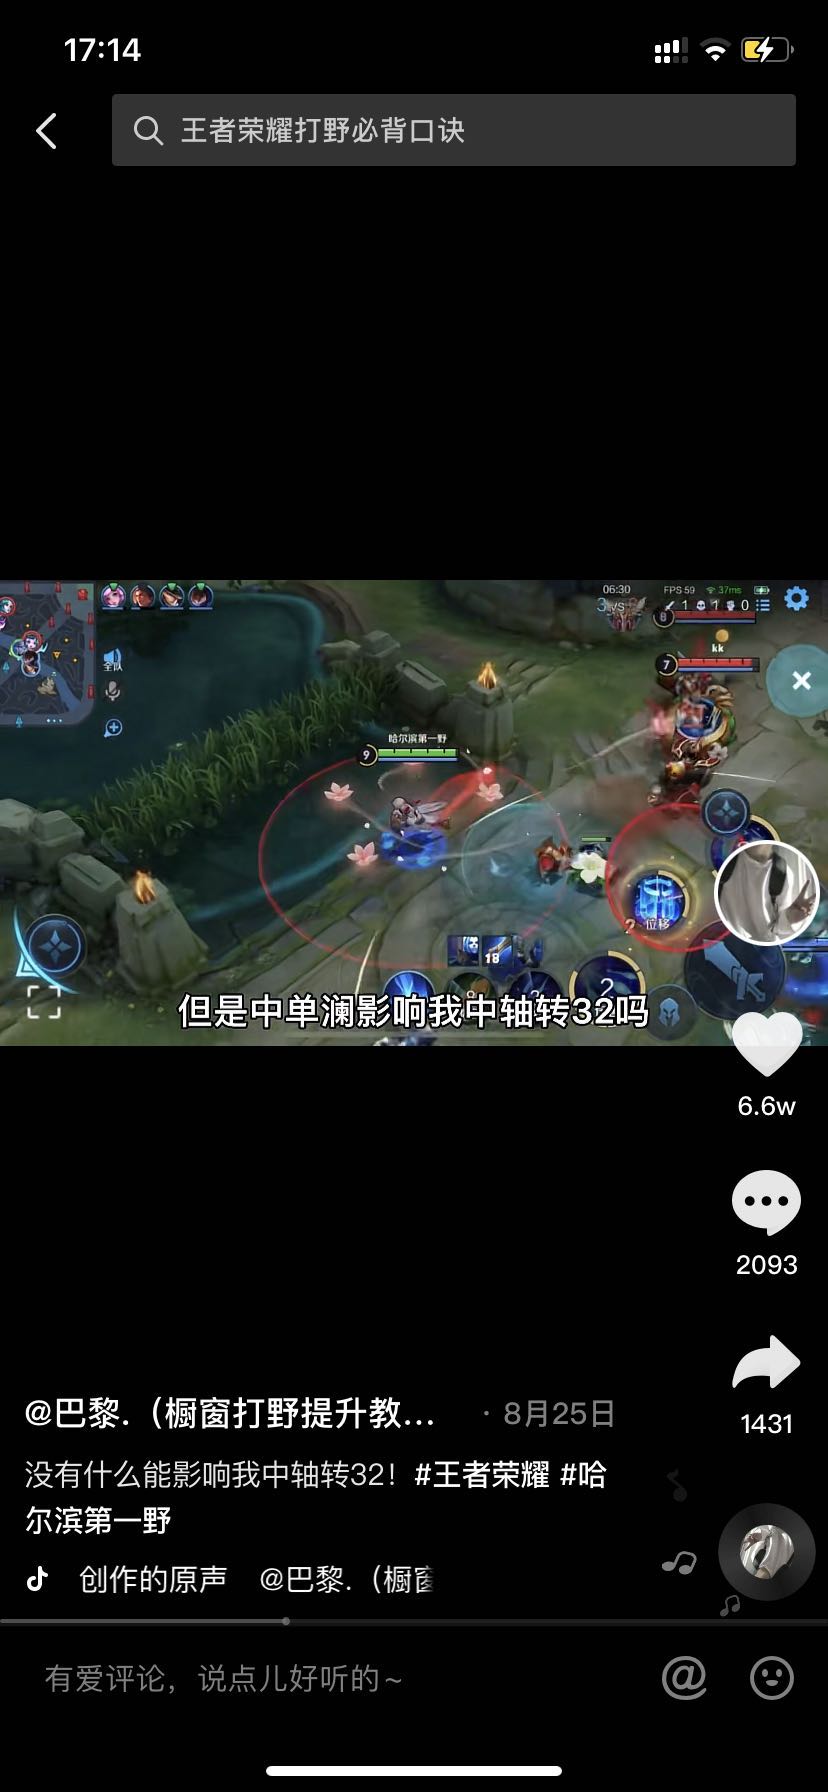 17:14
王者荣耀打野必背口诀
06:30
FPS 59
37ms
3 vs
1 1 0
8
kk
7
全队
哈尔滨第一野
9
位移
18
2
但是中单澜影响我中轴转32吗
6.6w
2093
1431
@巴黎.（橱窗打野提升教... · 8月25日
没有什么能影响我中轴转32！#王者荣耀 #哈
尔滨第一野
创作的原声 @巴黎.（橱窗
有爱评论，说点儿好听的~